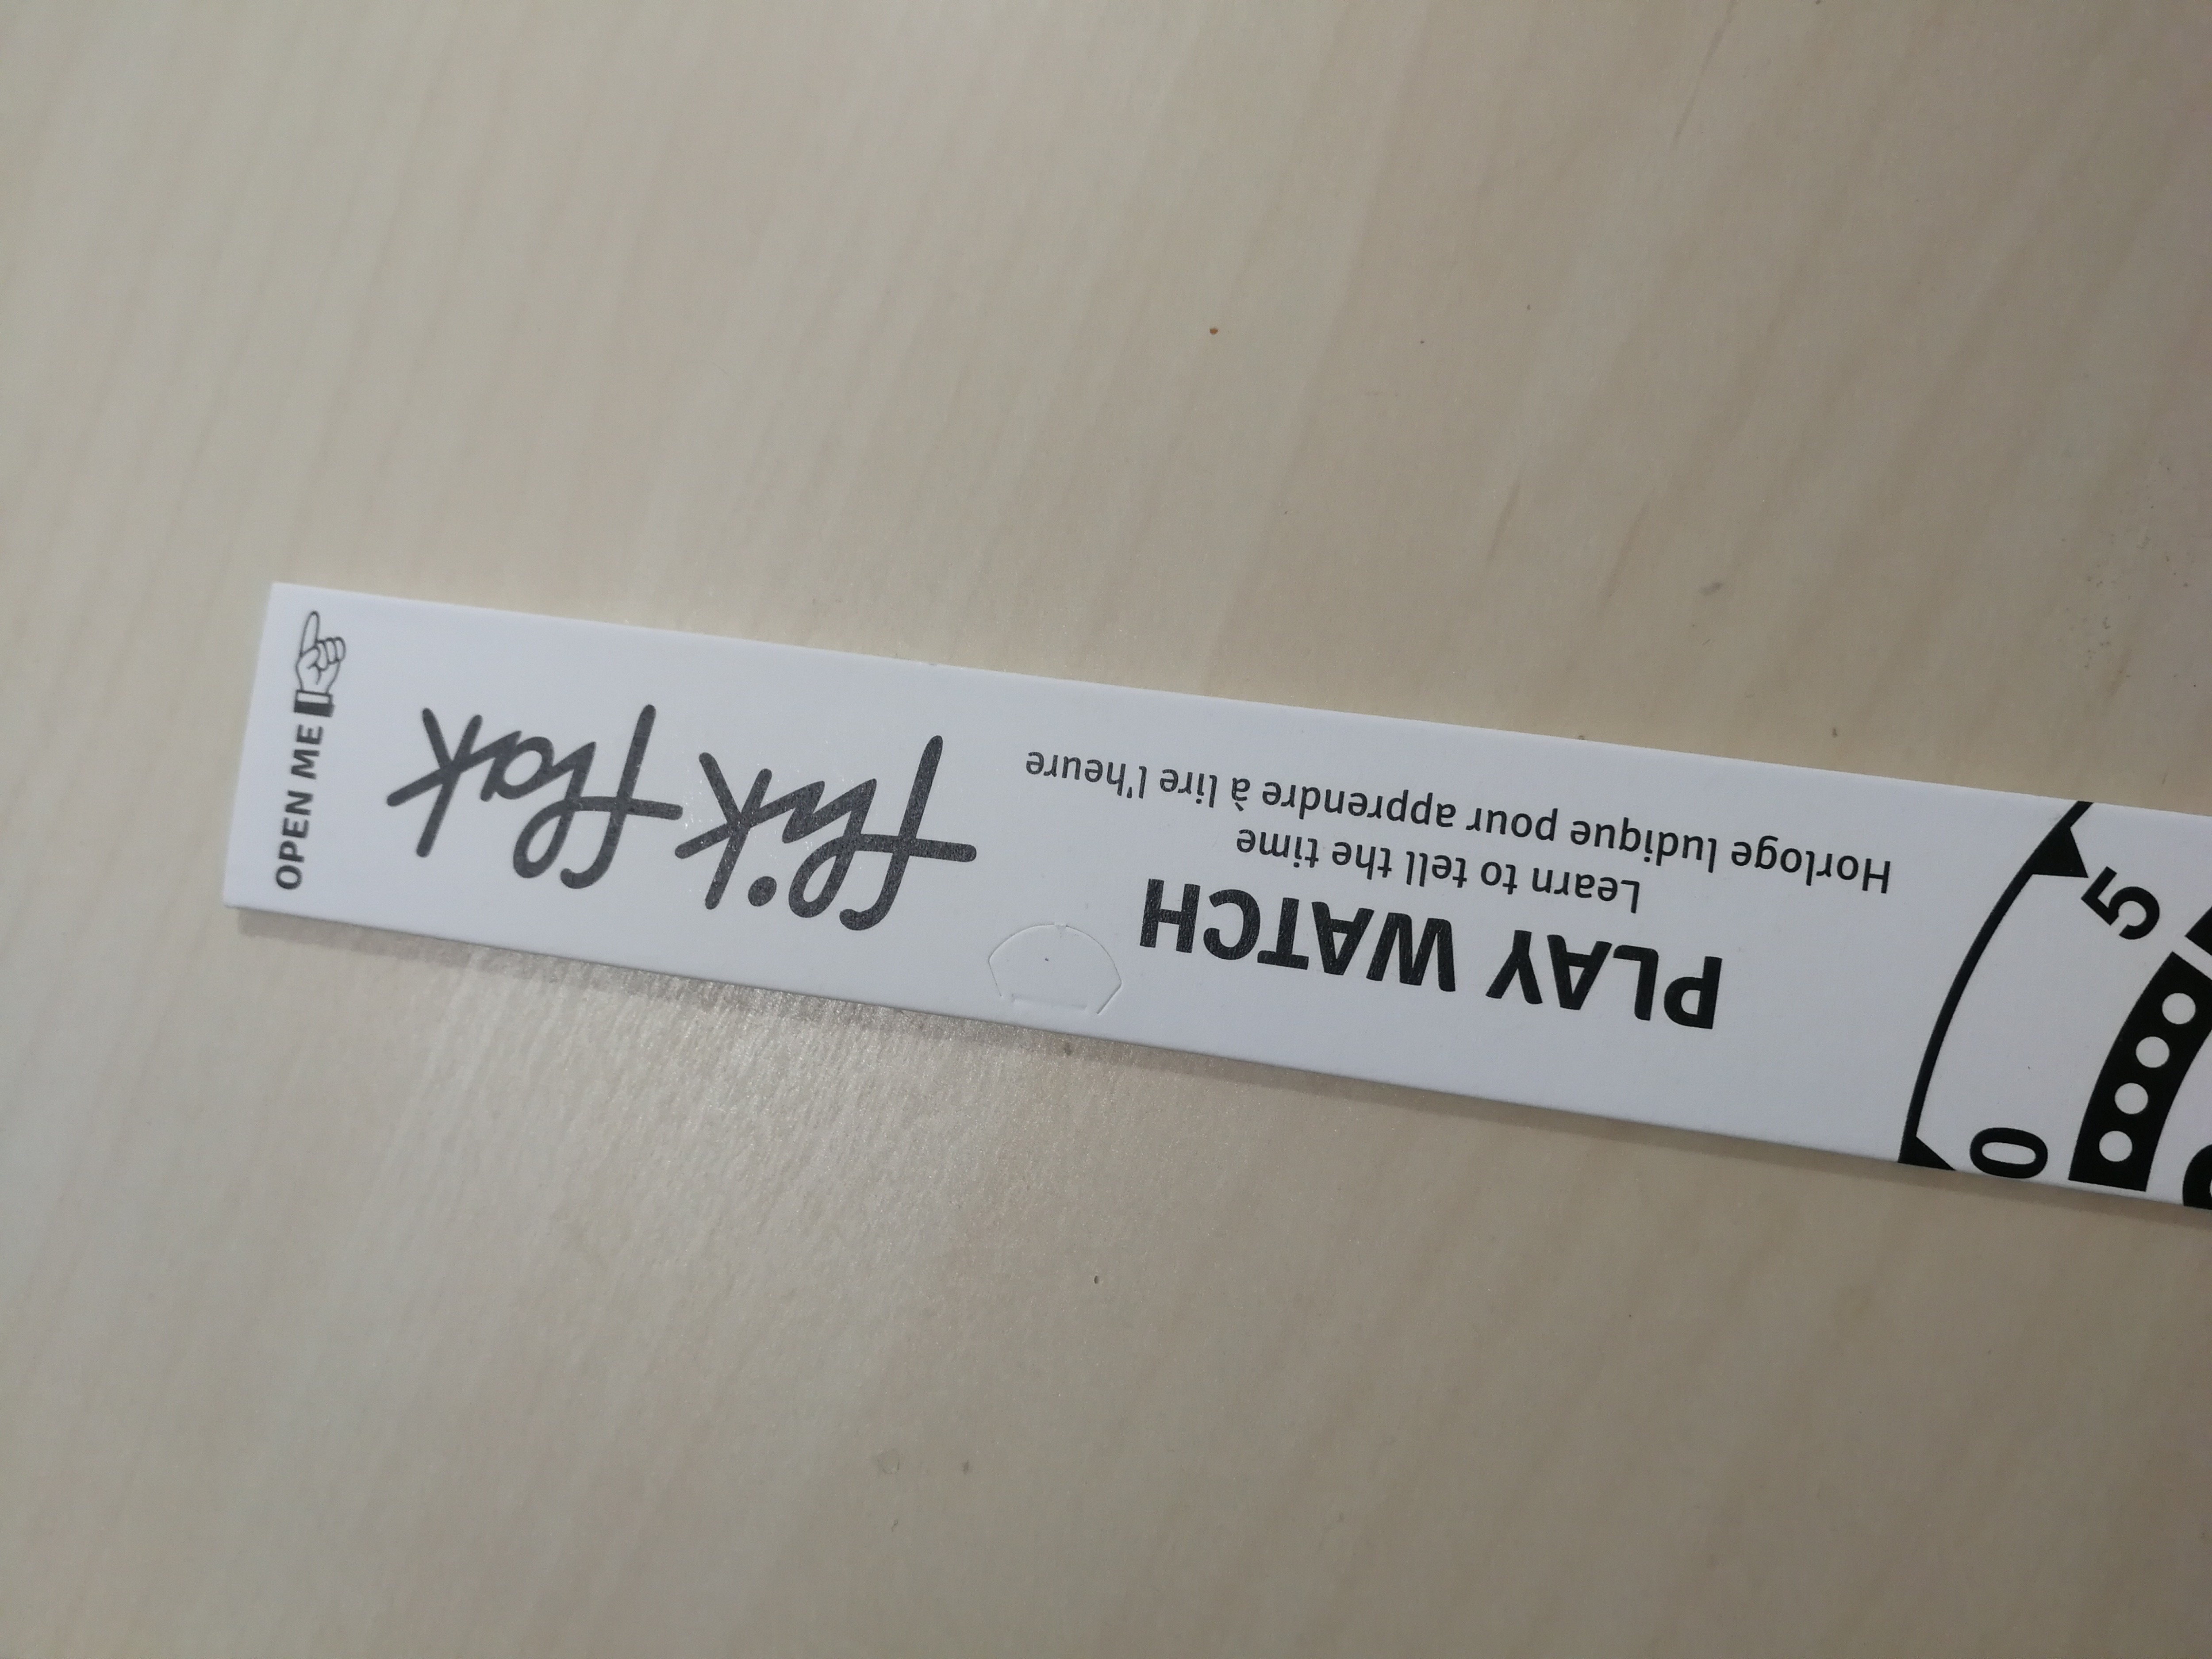 PLAY WATCH
Learn to tell the time
Horloge ludique pour apprendre à lire l'heure
flik flak
OPEN ME
0
5